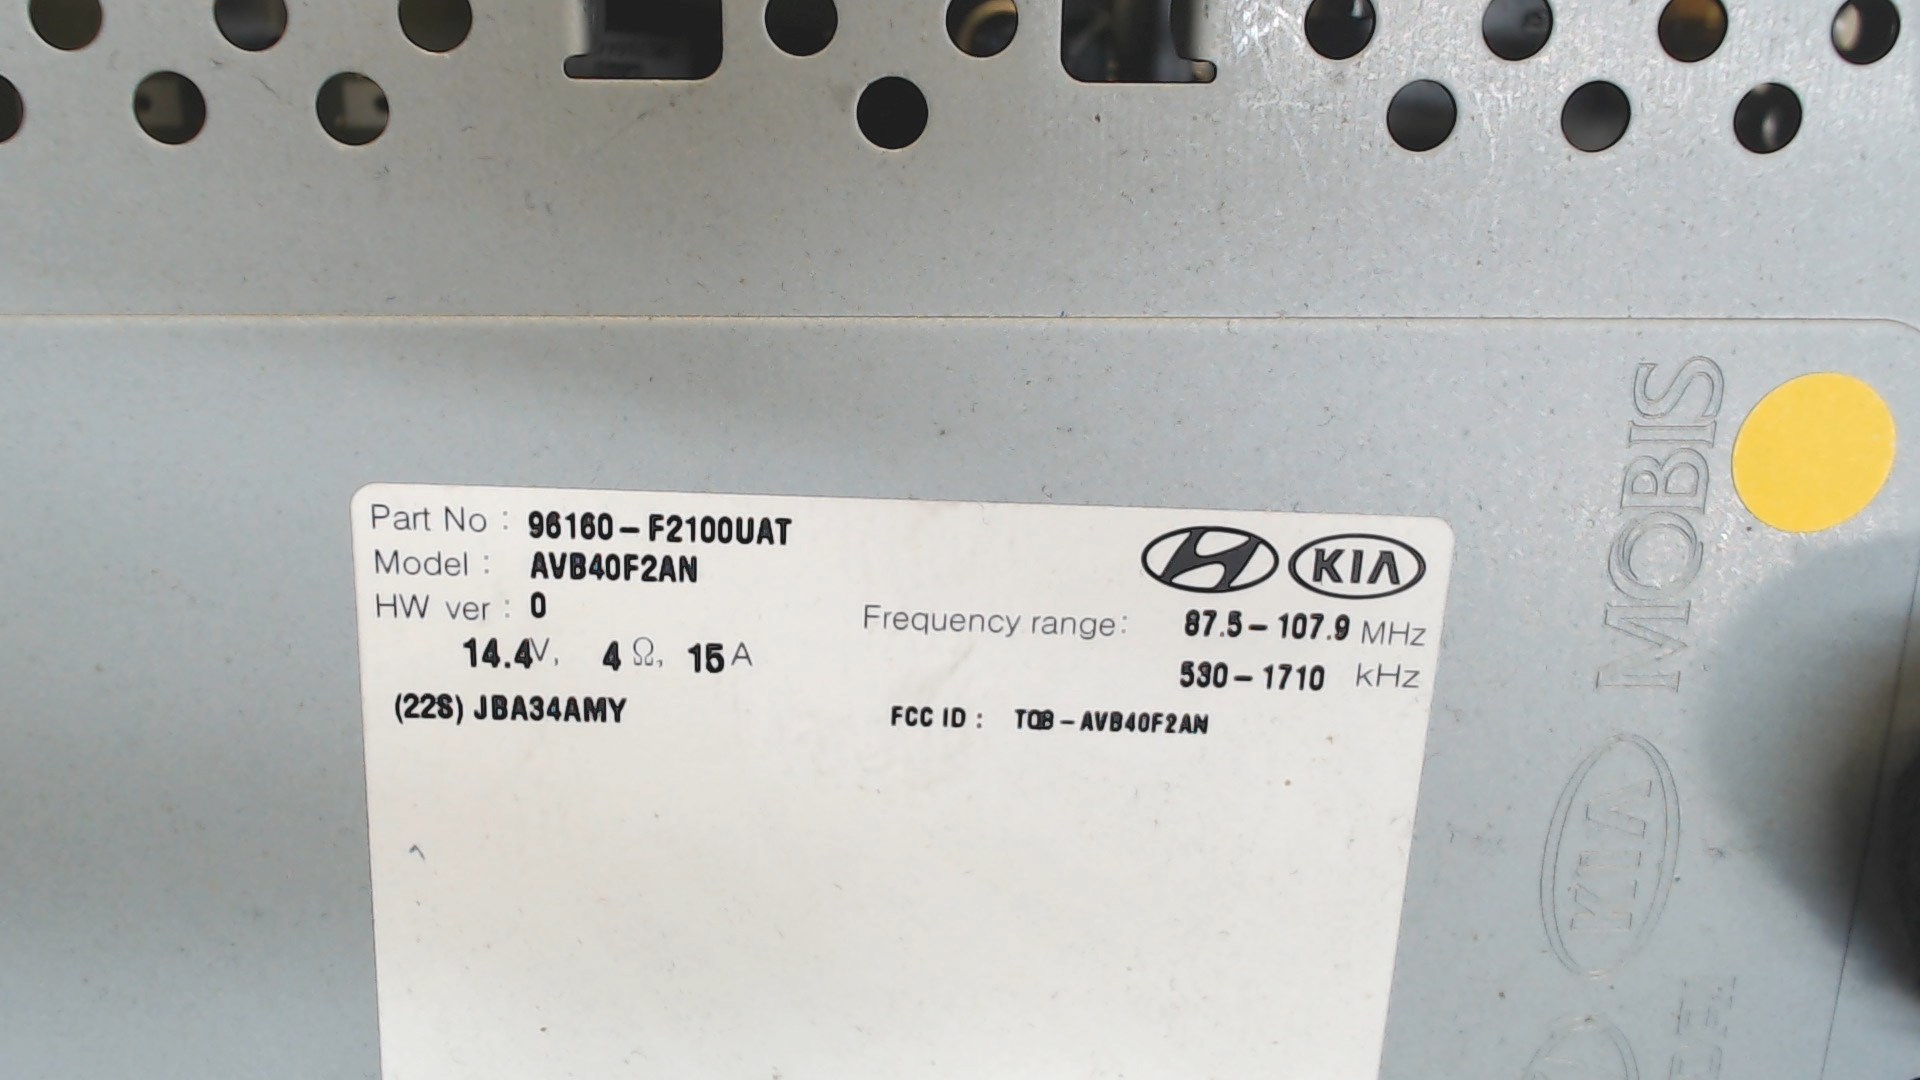 Part No : 96160-F2100UAT
Model : AVB40F2AN
HW ver : 0
14.4V, 4 Ω, 15 A
(22S) JBA34AMY
KIA
Frequency range: 87.5-107.9 MHz
530-1710 kHz
FCC ID : TQ8-AVB40F2AN
MOBIS
KIA